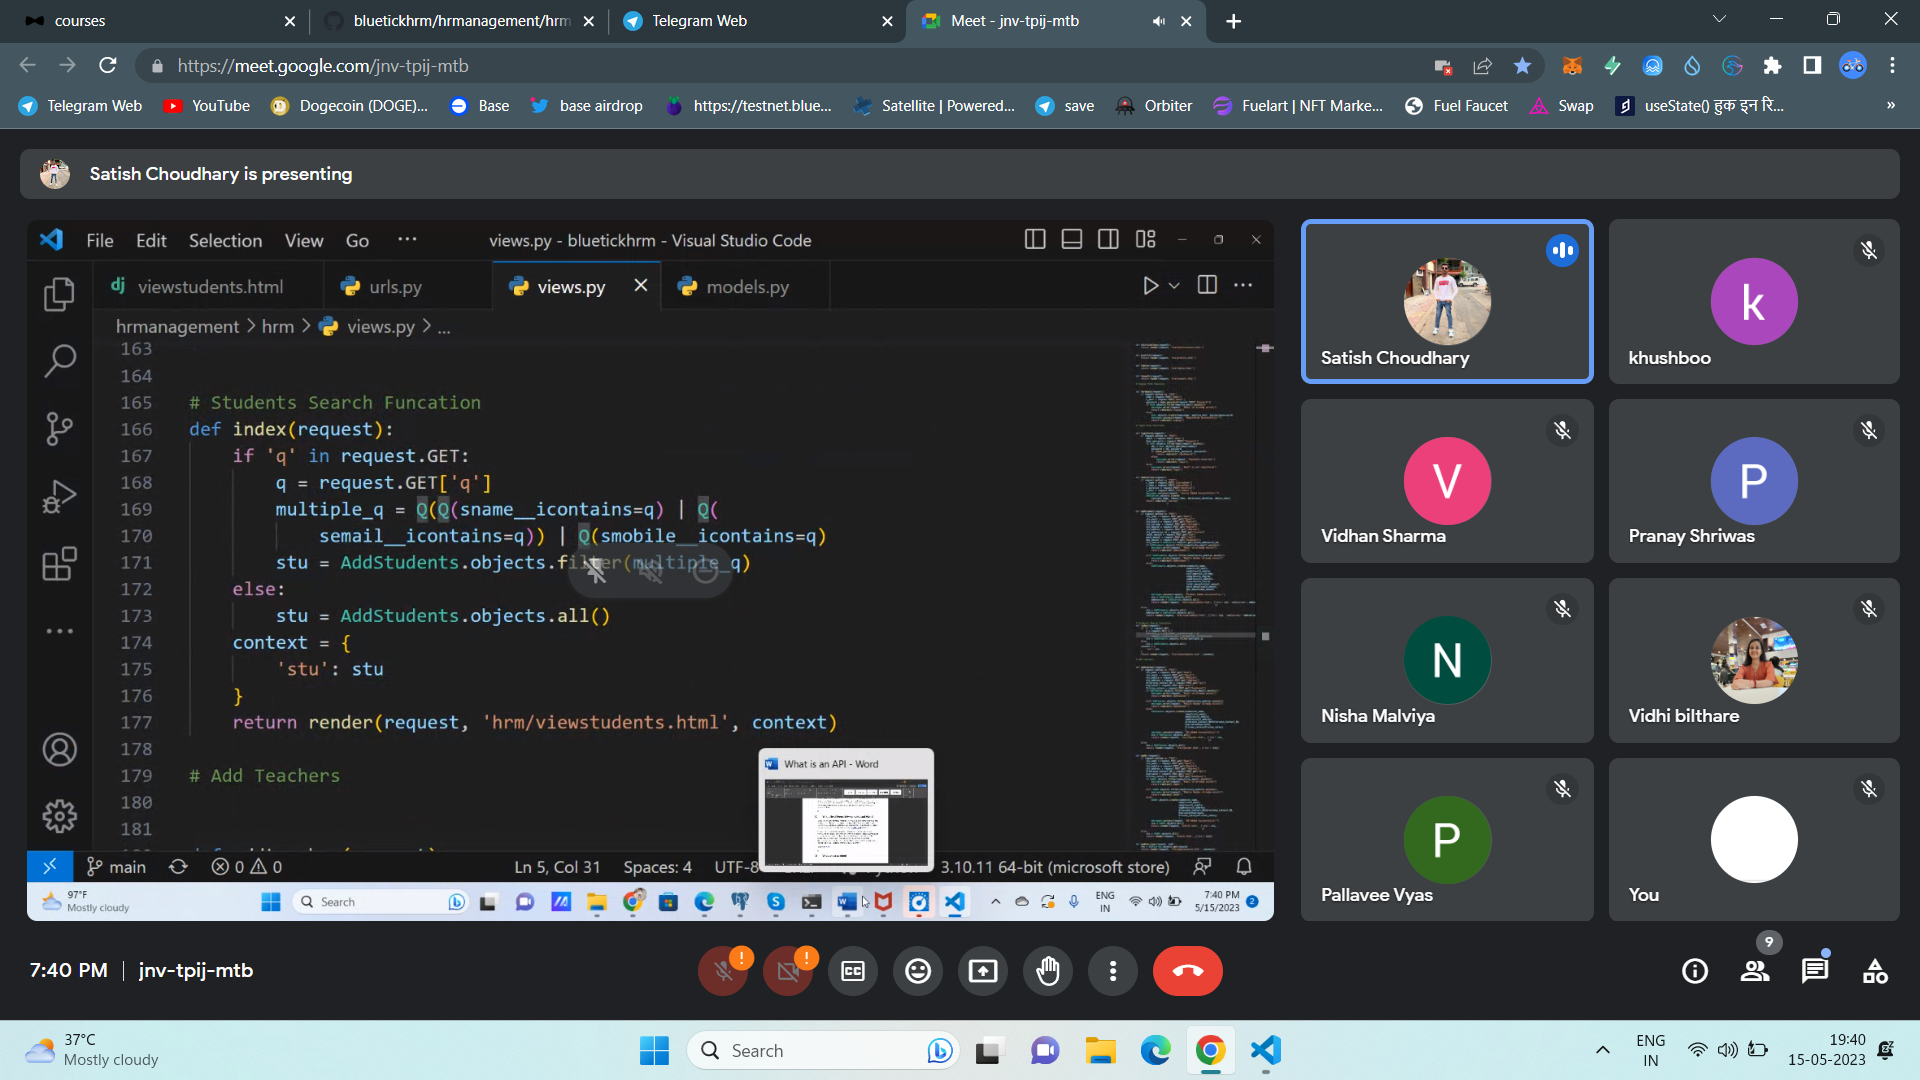 courses
bluetickhrm/hrmanagement/hrm
Telegram Web
Meet - jnv-tpij-mtb
https://meet.google.com/jnv-tpij-mtb
Telegram Web
YouTube
Dogecoin (DOGE)...
Base
base airdrop
https://testnet.blue...
Satellite | Powered...
save
Orbiter
Fuelart | NFT Marke...
Fuel Faucet
Swap
useState() हुक इन रि...
»
Satish Choudhary is presenting
File Edit Selection View Go ...
views.py - bluetickhrm - Visual Studio Code
viewstudents.html
urls.py
views.py
models.py
hrmanagement > hrm > views.py > ...
163
164
165 # Students Search Funcation
166 def index(request):
167 if 'q' in request.GET:
168 q = request.GET['q']
169 multiple_q = Q(Q(sname__icontains=q) | Q(
170 semail__icontains=q)) | Q(smobile__icontains=q)
171 stu = AddStudents.objects.filter(multiple_q)
172 else:
173 stu = AddStudents.objects.all()
174 context = {
175 'stu': stu
176 }
177 return render(request, 'hrm/viewstudents.html', context)
178
179 # Add Teachers
180
181
What is an API - Word
main
0
0
Ln 5, Col 31
Spaces: 4
UTF-8
3.10.11 64-bit (microsoft store)
97°F
Mostly cloudy
Search
ENG
IN
7:40 PM
5/15/2023
2
Satish Choudhary
k
khushboo
V
Vidhan Sharma
P
Pranay Shriwas
N
Nisha Malviya
Vidhi bilthare
P
Pallavee Vyas
You
7:40 PM | jnv-tpij-mtb
!
!
CC
9
37°C
Mostly cloudy
Search
ENG
IN
19:40
15-05-2023